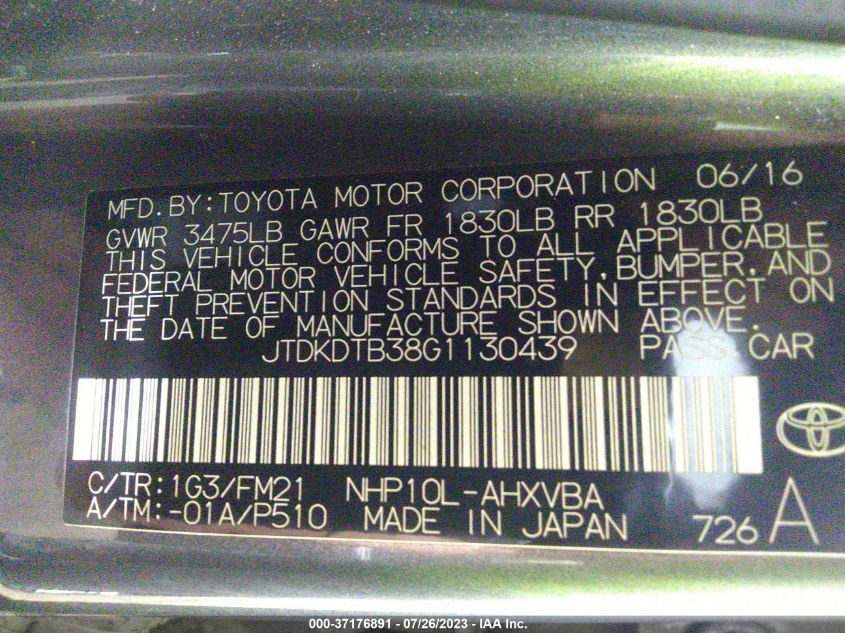 MFD.BY:TOYOTA MOTOR CORPORATION 06/16
GVWR 3475LB GAWR FR 1830LB RR 1830LB
THIS VEHICLE CONFORMS TO ALL APPLICABLE
FEDERAL MOTOR VEHICLE SAFETY,BUMPER,AND
THEFT PREVENTION STANDARDS IN EFFECT ON
THE DATE OF MANUFACTURE SHOWN ABOVE.
JTDKDTB38G1130439 PASS.CAR
C/TR:1G3/FM21 NHP10L-AHXVBA
A/TM:-01A/P510 MADE IN JAPAN 726 A
000-37176891 / 07/26/2023 - IAA Inc.